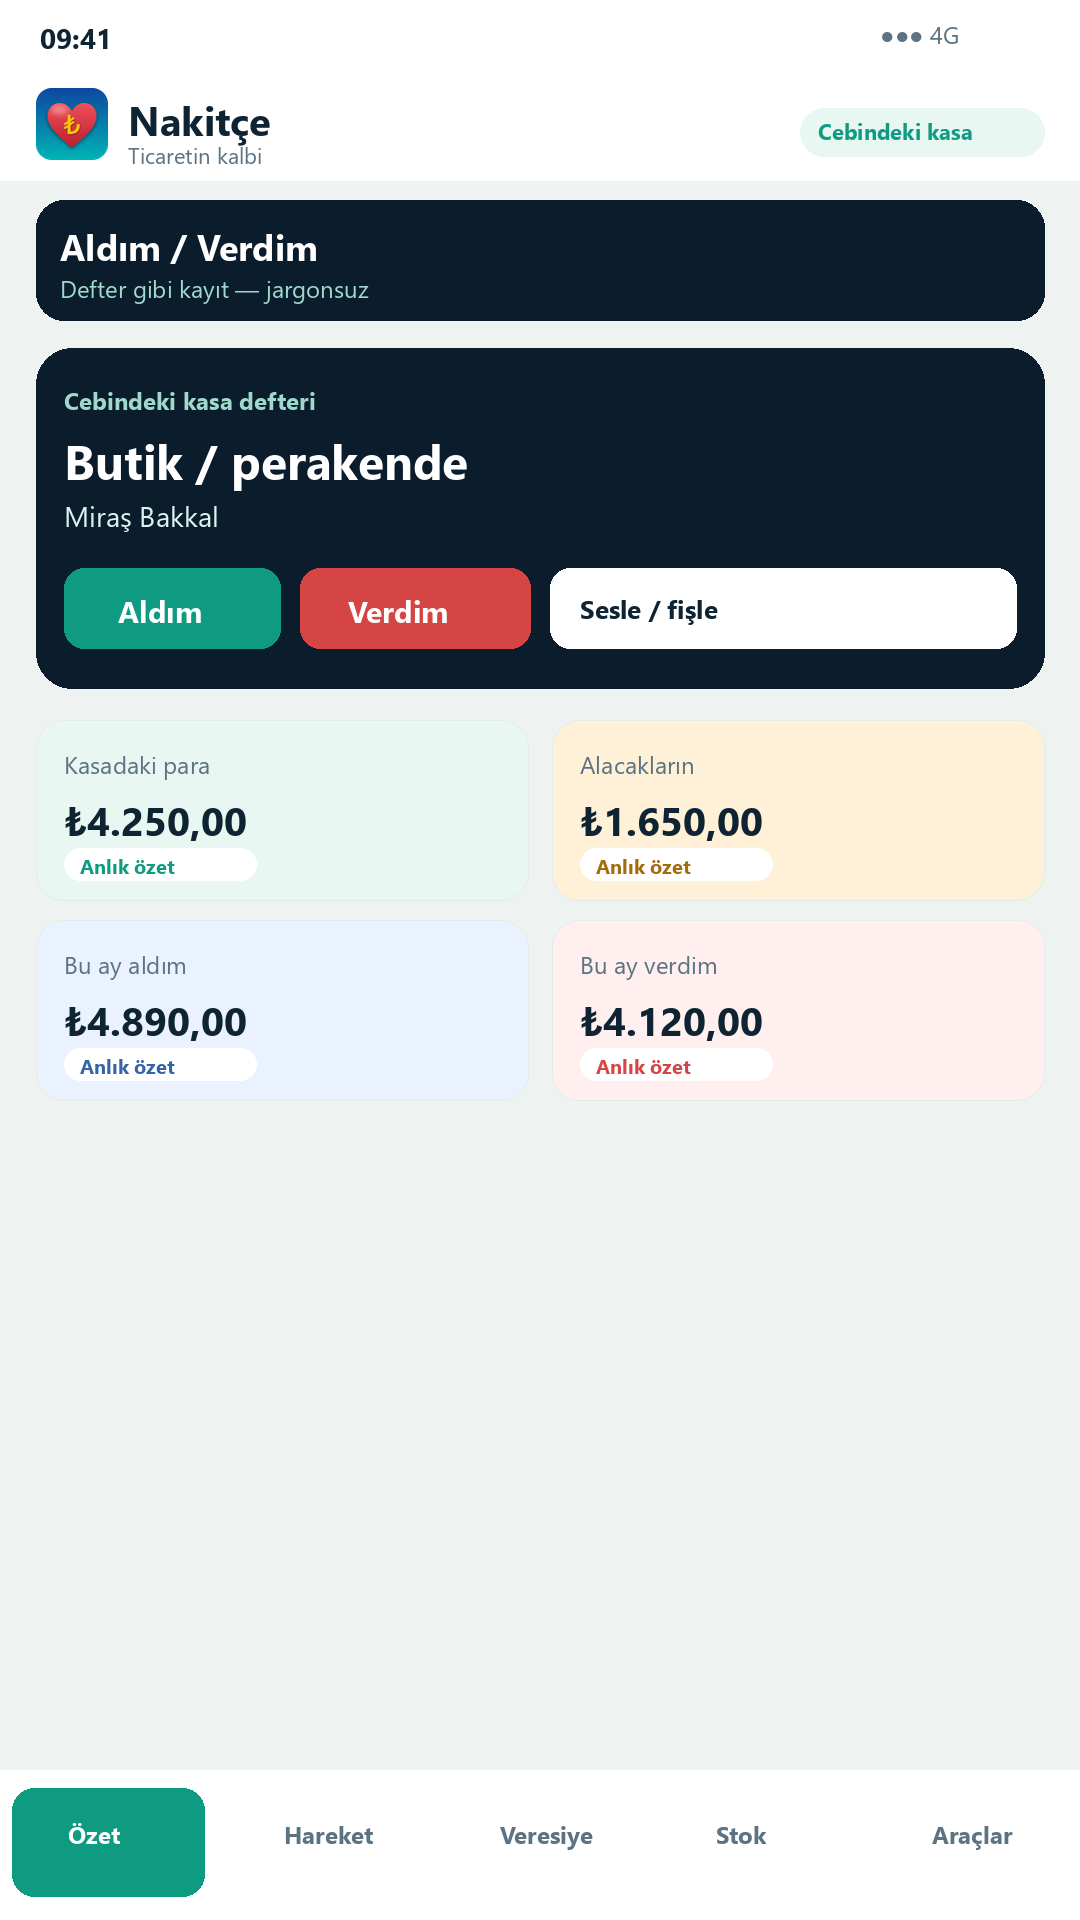 09:41
●●● 4G
₺
Nakitçe
Ticaretin kalbi
Cebindeki kasa
Aldım / Verdim
Defter gibi kayıt — jargonsuz
Cebindeki kasa defteri
Butik / perakende
Miraş Bakkal
Aldım
Verdim
Sesle / fişle
Kasadaki para
₺4.250,00
Anlık özet
Alacakların
₺1.650,00
Anlık özet
Bu ay aldım
₺4.890,00
Anlık özet
Bu ay verdim
₺4.120,00
Anlık özet
Özet
Hareket
Veresiye
Stok
Araçlar